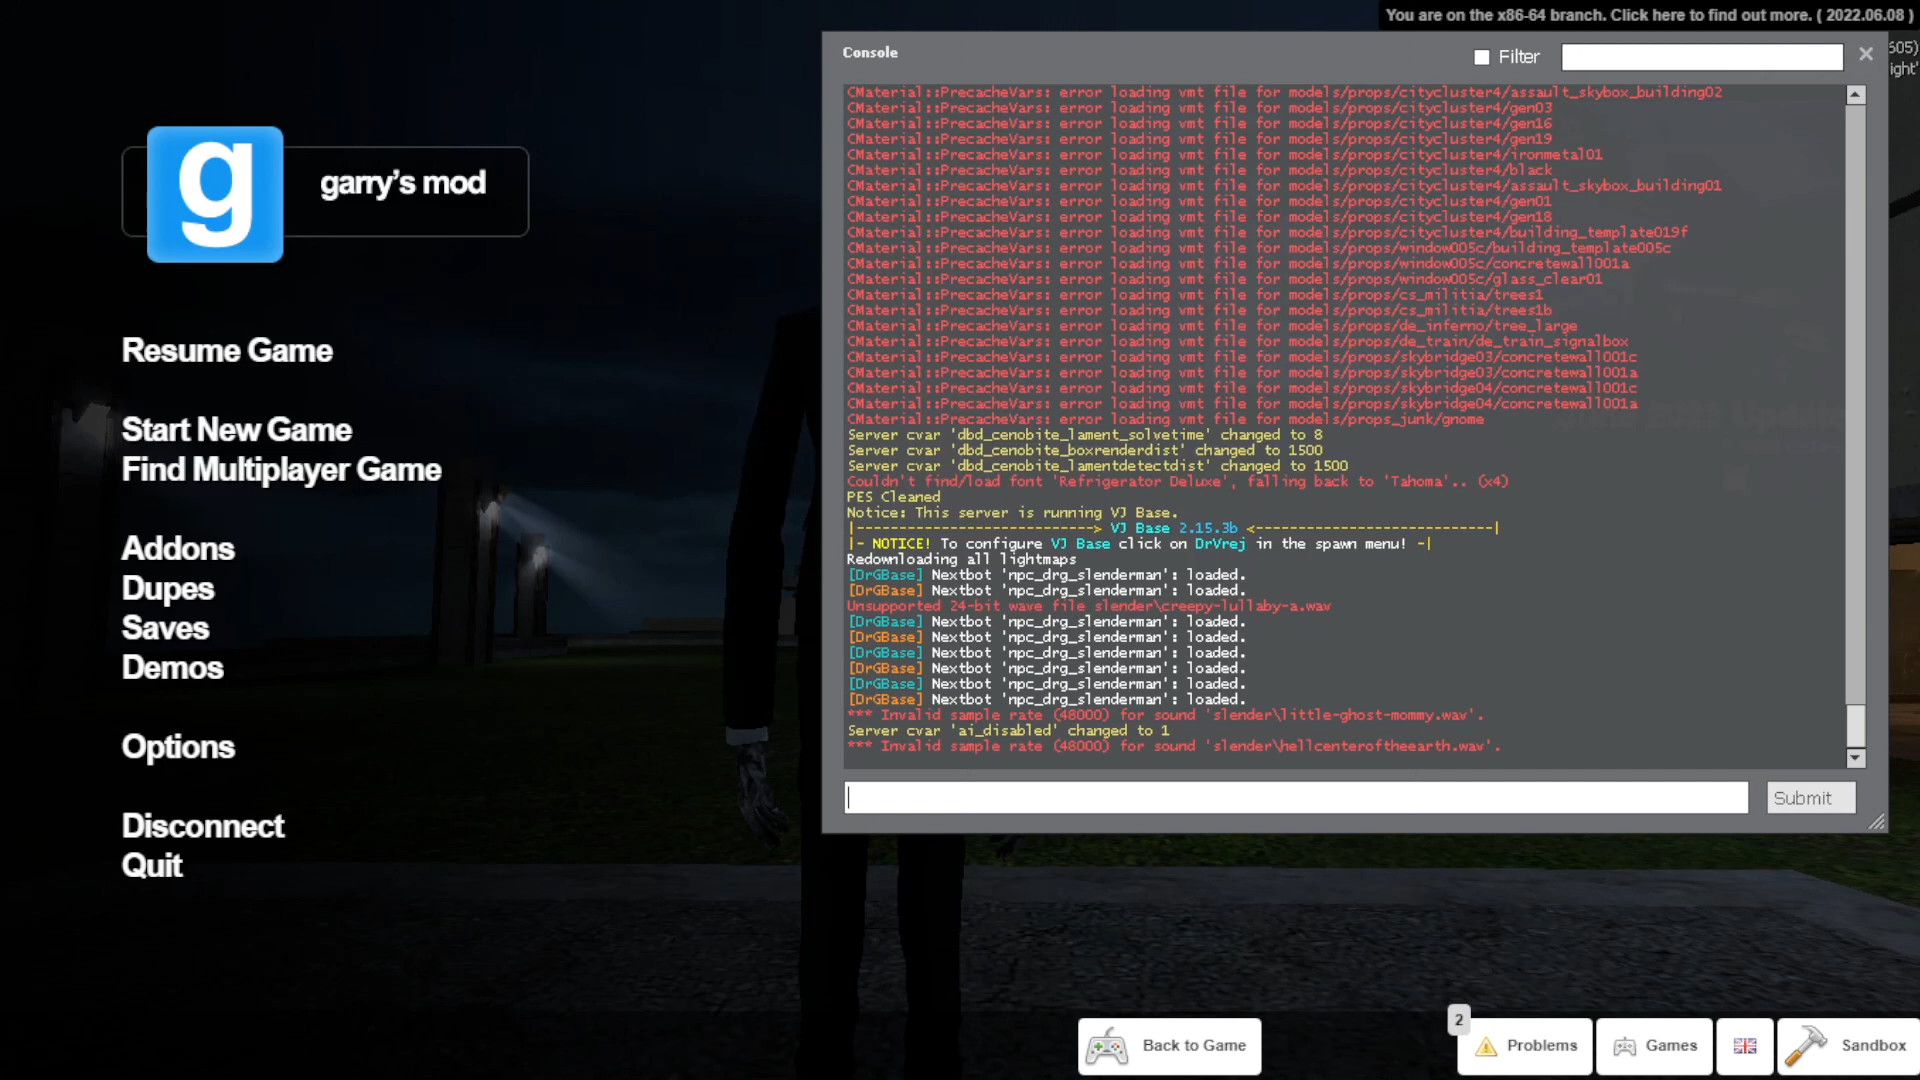 You are on the x86-64 branch. Click here to find out more. ( 2022.06.08 )
Console
Filter
605)
ight'
g
garry's mod
Resume Game
Start New Game
Find Multiplayer Game
Addons
Dupes
Saves
Demos
Options
Disconnect
Quit
CMaterial::PrecacheVars: error loading vmt file for models/props/citycluster4/assault_skybox_building02
CMaterial::PrecacheVars: error loading vmt file for models/props/citycluster4/gen03
CMaterial::PrecacheVars: error loading vmt file for models/props/citycluster4/gen16
CMaterial::PrecacheVars: error loading vmt file for models/props/citycluster4/gen19
CMaterial::PrecacheVars: error loading vmt file for models/props/citycluster4/ironmetal01
CMaterial::PrecacheVars: error loading vmt file for models/props/citycluster4/black
CMaterial::PrecacheVars: error loading vmt file for models/props/citycluster4/assault_skybox_building01
CMaterial::PrecacheVars: error loading vmt file for models/props/citycluster4/gen01
CMaterial::PrecacheVars: error loading vmt file for models/props/citycluster4/gen18
CMaterial::PrecacheVars: error loading vmt file for models/props/citycluster4/building_template019f
CMaterial::PrecacheVars: error loading vmt file for models/props/window005c/building_template005c
CMaterial::PrecacheVars: error loading vmt file for models/props/window005c/concretewall001a
CMaterial::PrecacheVars: error loading vmt file for models/props/window005c/glass_clear01
CMaterial::PrecacheVars: error loading vmt file for models/props/cs_militia/trees1
CMaterial::PrecacheVars: error loading vmt file for models/props/cs_militia/trees1b
CMaterial::PrecacheVars: error loading vmt file for models/props/de_inferno/tree_large
CMaterial::PrecacheVars: error loading vmt file for models/props/de_train/de_train_signalbox
CMaterial::PrecacheVars: error loading vmt file for models/props/skybridge03/concretewall001c
CMaterial::PrecacheVars: error loading vmt file for models/props/skybridge03/concretewall001a
CMaterial::PrecacheVars: error loading vmt file for models/props/skybridge04/concretewall001c
CMaterial::PrecacheVars: error loading vmt file for models/props/skybridge04/concretewall001a
CMaterial::PrecacheVars: error loading vmt file for models/props_junk/gnome
Server cvar 'dbd_cenobite_lament_solvetime' changed to 8
Server cvar 'dbd_cenobite_boxrenderdist' changed to 1500
Server cvar 'dbd_cenobite_lamentdetectdist' changed to 1500
Couldn't find/load font 'Refrigerator Deluxe', falling back to 'Tahoma'.. (x4)
PES Cleaned
Notice: This server is running VJ Base.
|----------------------------> VJ Base 2.15.3b <----------------------------|
|- NOTICE! To configure VJ Base click on DrVrej in the spawn menu! -|
Redownloading all lightmaps
[DrGBase] Nextbot 'npc_drg_slenderman': loaded.
[DrGBase] Nextbot 'npc_drg_slenderman': loaded.
Unsupported 24-bit wave file slender\creepy-lullaby-a.wav
[DrGBase] Nextbot 'npc_drg_slenderman': loaded.
[DrGBase] Nextbot 'npc_drg_slenderman': loaded.
[DrGBase] Nextbot 'npc_drg_slenderman': loaded.
[DrGBase] Nextbot 'npc_drg_slenderman': loaded.
[DrGBase] Nextbot 'npc_drg_slenderman': loaded.
[DrGBase] Nextbot 'npc_drg_slenderman': loaded.
*** Invalid sample rate (48000) for sound 'slender\little-ghost-mommy.wav'.
Server cvar 'ai_disabled' changed to 1
*** Invalid sample rate (48000) for sound 'slender\hellcenteroftheearth.wav'.
Submit
Back to Game
2
Problems
Games
Sandbox